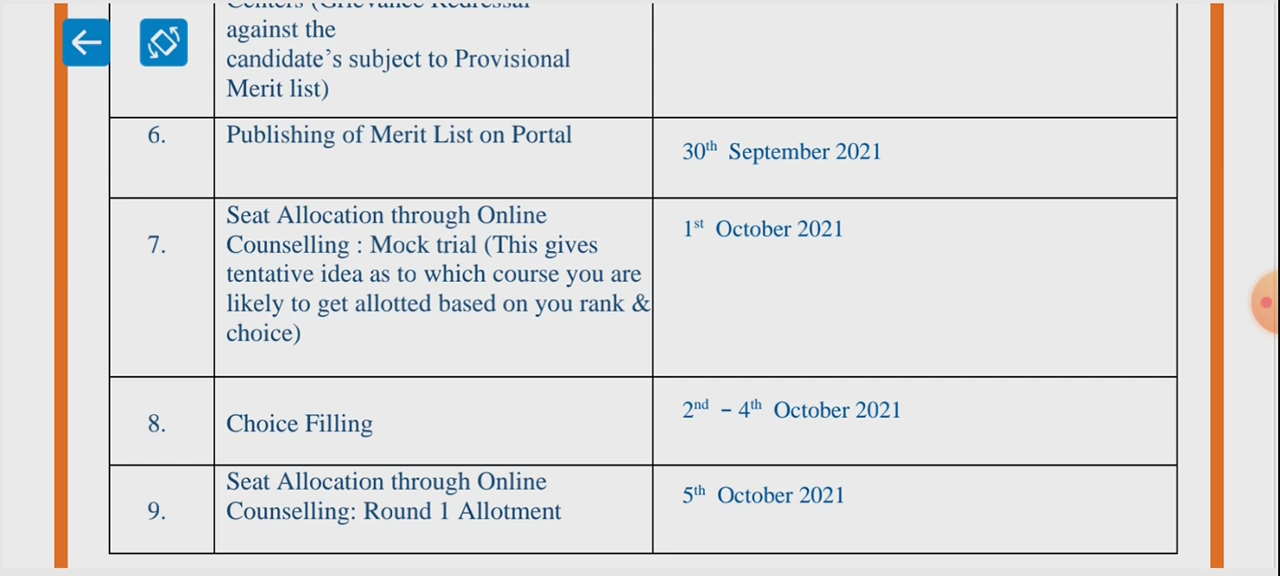 Centers (Grievance Redressal
against the
candidate’s subject to Provisional
Merit list)
6.
Publishing of Merit List on Portal
30th September 2021
7.
Seat Allocation through Online
Counselling : Mock trial (This gives
tentative idea as to which course you are
likely to get allotted based on you rank &
choice)
1st October 2021
8.
Choice Filling
2nd – 4th October 2021
9.
Seat Allocation through Online
Counselling: Round 1 Allotment
5th October 2021